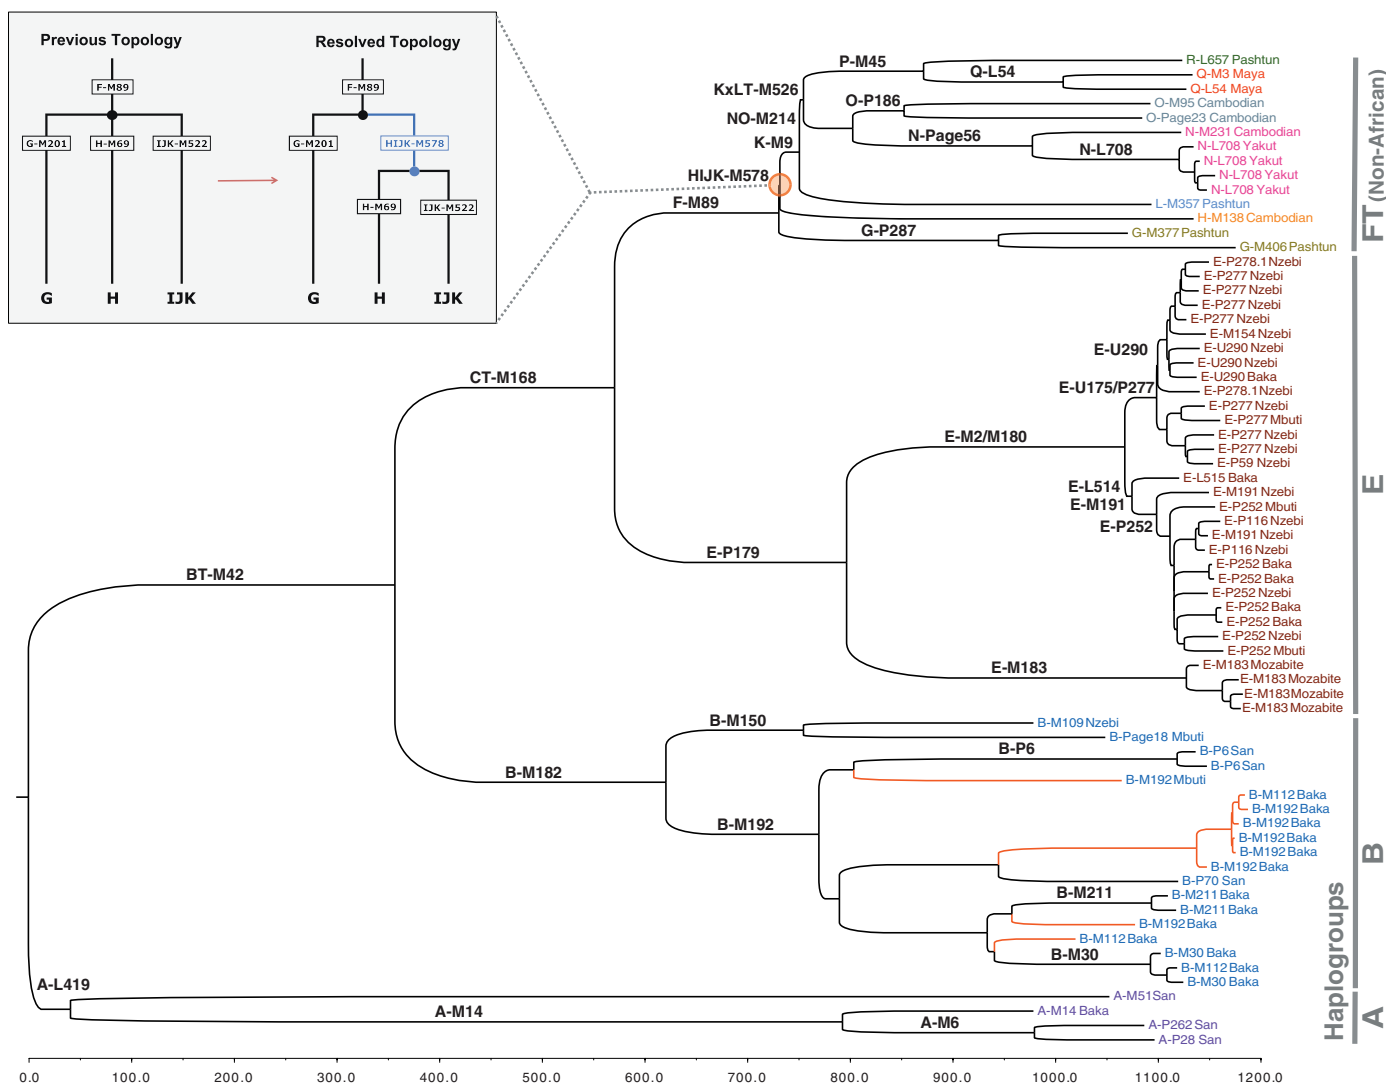 Previous Topology
Resolved Topology
F-M89
F-M89
G-M201
H-M69
IJK-M522
G-M201
HIJK-M578
H-M69
IJK-M522
G
H
IJK
G
H
IJK
P-M45
Q-L54
KxLT-M526
O-P186
NO-M214
N-Page56
K-M9
N-L708
HIJK-M578
F-M89
G-P287
R-L657 Pashtun
Q-M3 Maya
Q-L54 Maya
O-M95 Cambodian
O-Page23 Cambodian
N-M231 Cambodian
N-L708 Yakut
N-L708 Yakut
N-L708 Yakut
N-L708 Yakut
L-M357 Pashtun
H-M138 Cambodian
G-M377 Pashtun
G-M406 Pashtun
FT (Non-African)
CT-M168
E-U290
E-U175/P277
E-M2/M180
E-L514
E-M191
E-P252
E-P179
E-M183
E-P278.1 Nzebi
E-P277 Nzebi
E-P277 Nzebi
E-P277 Nzebi
E-P277 Nzebi
E-M154 Nzebi
E-U290 Nzebi
E-U290 Nzebi
E-U290 Baka
E-P278.1 Nzebi
E-P277 Nzebi
E-P277 Mbuti
E-P277 Nzebi
E-P277 Nzebi
E-P59 Nzebi
E-L515 Baka
E-M191 Nzebi
E-P252 Mbuti
E-P116 Nzebi
E-M191 Nzebi
E-P116 Nzebi
E-P252 Baka
E-P252 Baka
E-P252 Nzebi
E-P252 Baka
E-P252 Baka
E-P252 Nzebi
E-P252 Mbuti
E-M183 Mozabite
E-M183 Mozabite
E-M183 Mozabite
E-M183 Mozabite
E
BT-M42
B-M150
B-P6
B-M182
B-M192
B-M211
B-M30
B-M109 Nzebi
B-Page18 Mbuti
B-P6 San
B-P6 San
B-M192 Mbuti
B-M112 Baka
B-M192 Baka
B-M192 Baka
B-M192 Baka
B-M192 Baka
B-M192 Baka
B-P70 San
B-M211 Baka
B-M211 Baka
B-M192 Baka
B-M112 Baka
B-M30 Baka
B-M112 Baka
B-M30 Baka
B
Haplogroups
A-L419
A-M14
A-M6
A-M51 San
A-M14 Baka
A-P262 San
A-P28 San
A
0.0 100.0 200.0 300.0 400.0 500.0 600.0 700.0 800.0 900.0 1000.0 1100.0 1200.0